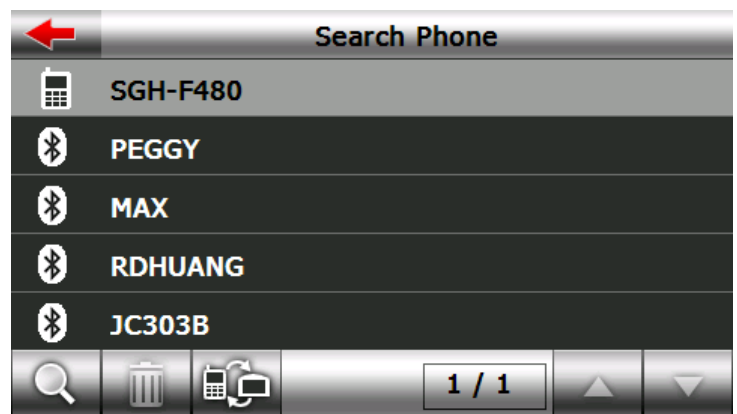 Search Phone
SGH-F480
PEGGY
MAX
RDHUANG
JC303B
1 / 1